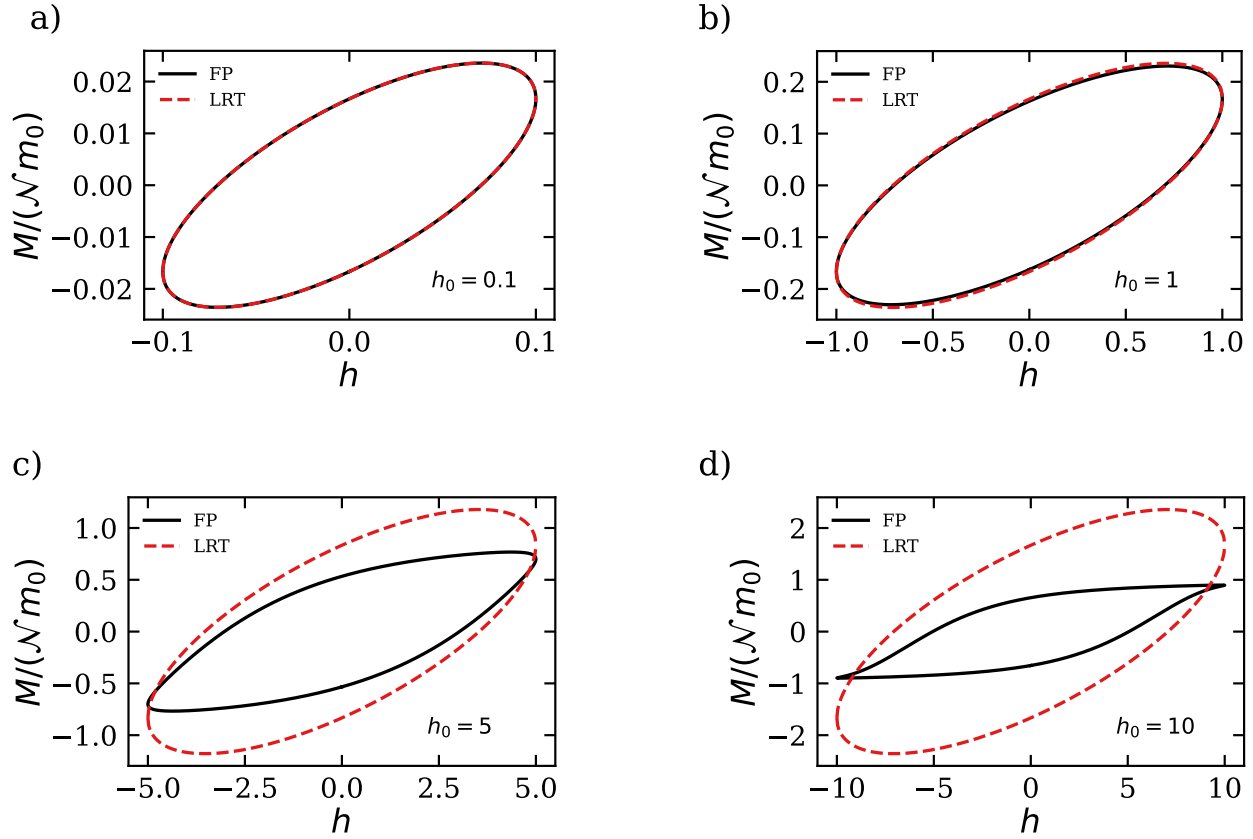 a)
FP
LRT
h₀ = 0.1
M/(𝒩 m₀)
0.02
0.01
0.00
−0.01
−0.02
−0.1
0.0
0.1
h
b)
FP
LRT
h₀ = 1
M/(𝒩 m₀)
0.2
0.1
0.0
−0.1
−0.2
−1.0
−0.5
0.0
0.5
1.0
h
c)
FP
LRT
h₀ = 5
M/(𝒩 m₀)
1.0
0.5
0.0
−0.5
−1.0
−5.0
−2.5
0.0
2.5
5.0
h
d)
FP
LRT
h₀ = 10
M/(𝒩 m₀)
2
1
0
−1
−2
−10
−5
0
5
10
h